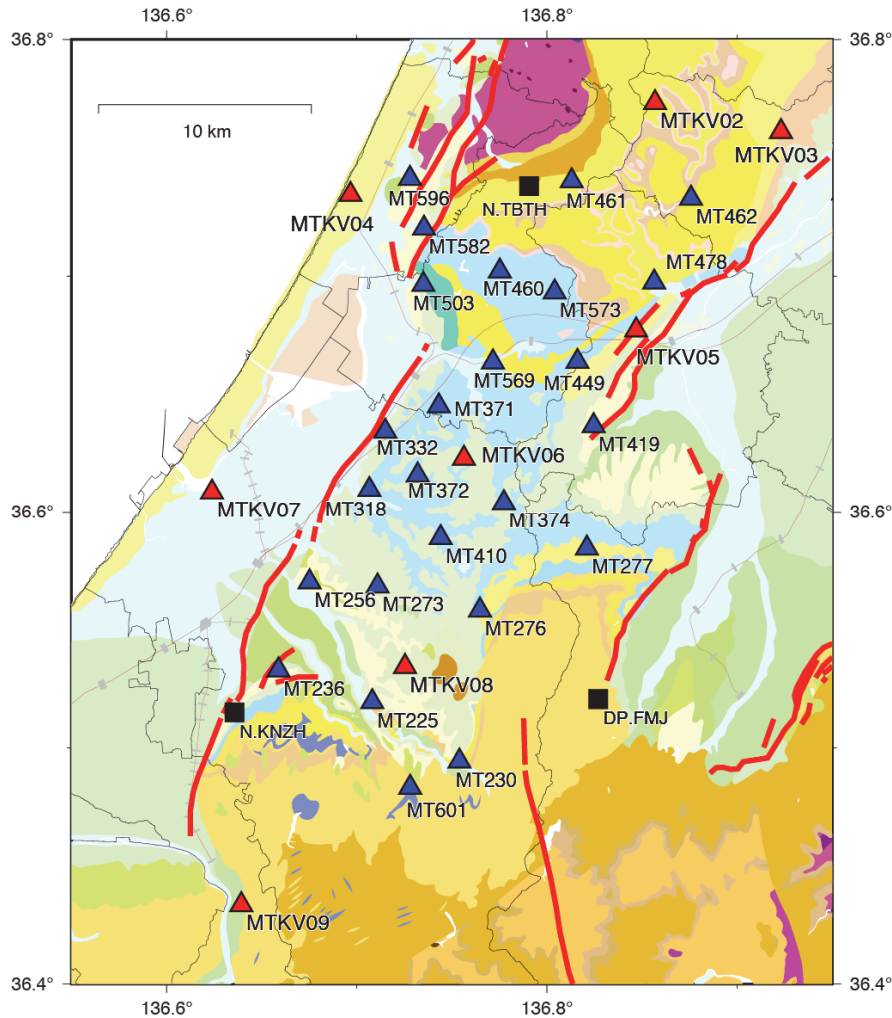 136.6° 136.8°
36.8° 36.8°
10 km
MTKV02
MTKV03
MT596
MTKV04
N.TBTH
MT461
MT462
MT582
MT478
MT460
MT503
MT573
MTKV05
MT569
MT449
MT371
MT332
MT419
MTKV06
MT372
36.6° 36.6°
MTKV07
MT318
MT374
MT410
MT277
MT256
MT273
MT276
MT236
MTKV08
MT225
DP.FMJ
N.KNZH
MT230
MT601
MTKV09
36.4° 36.4°
136.6° 136.8°